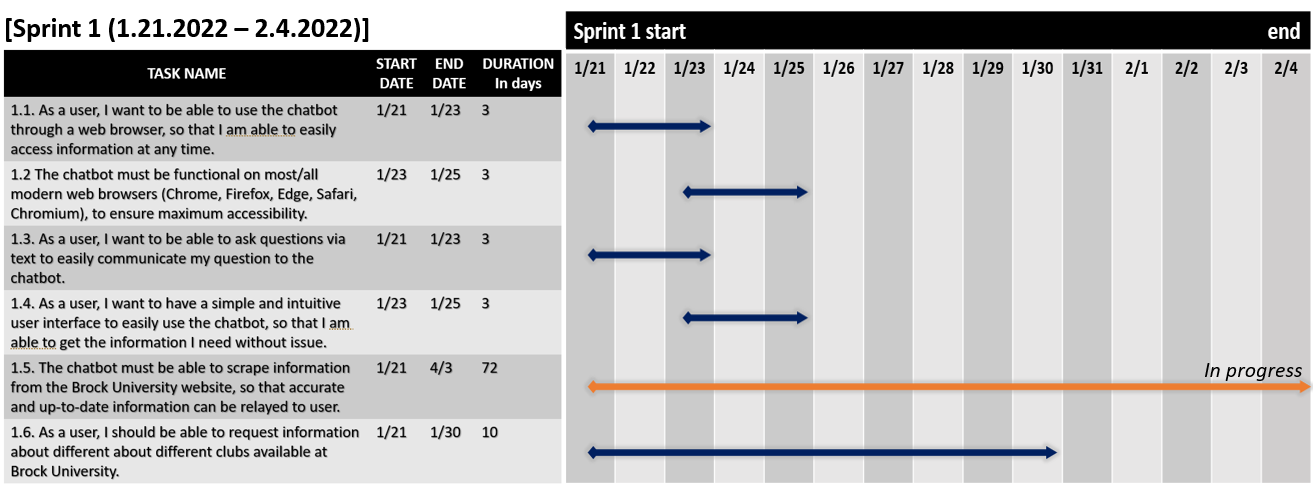 [Sprint 1 (1.21.2022 – 2.4.2022)]
Sprint 1 start end
TASK NAME START DATE END DATE DURATION In days
1/21 1/22 1/23 1/24 1/25 1/26 1/27 1/28 1/29 1/30 1/31 2/1 2/2 2/3 2/4
1.1. As a user, I want to be able to use the chatbot 1/21 1/23 3
through a web browser, so that I am able to easily
access information at any time.
1.2 The chatbot must be functional on most/all 1/23 1/25 3
modern web browsers (Chrome, Firefox, Edge, Safari,
Chromium), to ensure maximum accessibility.
1.3. As a user, I want to be able to ask questions via 1/21 1/23 3
text to easily communicate my question to the
chatbot.
1.4. As a user, I want to have a simple and intuitive 1/23 1/25 3
user interface to easily use the chatbot, so that I am
able to get the information I need without issue.
1.5. The chatbot must be able to scrape information 1/21 4/3 72
In progress
from the Brock University website, so that accurate
and up-to-date information can be relayed to user.
1.6. As a user, I should be able to request information 1/21 1/30 10
about different about different clubs available at
Brock University.